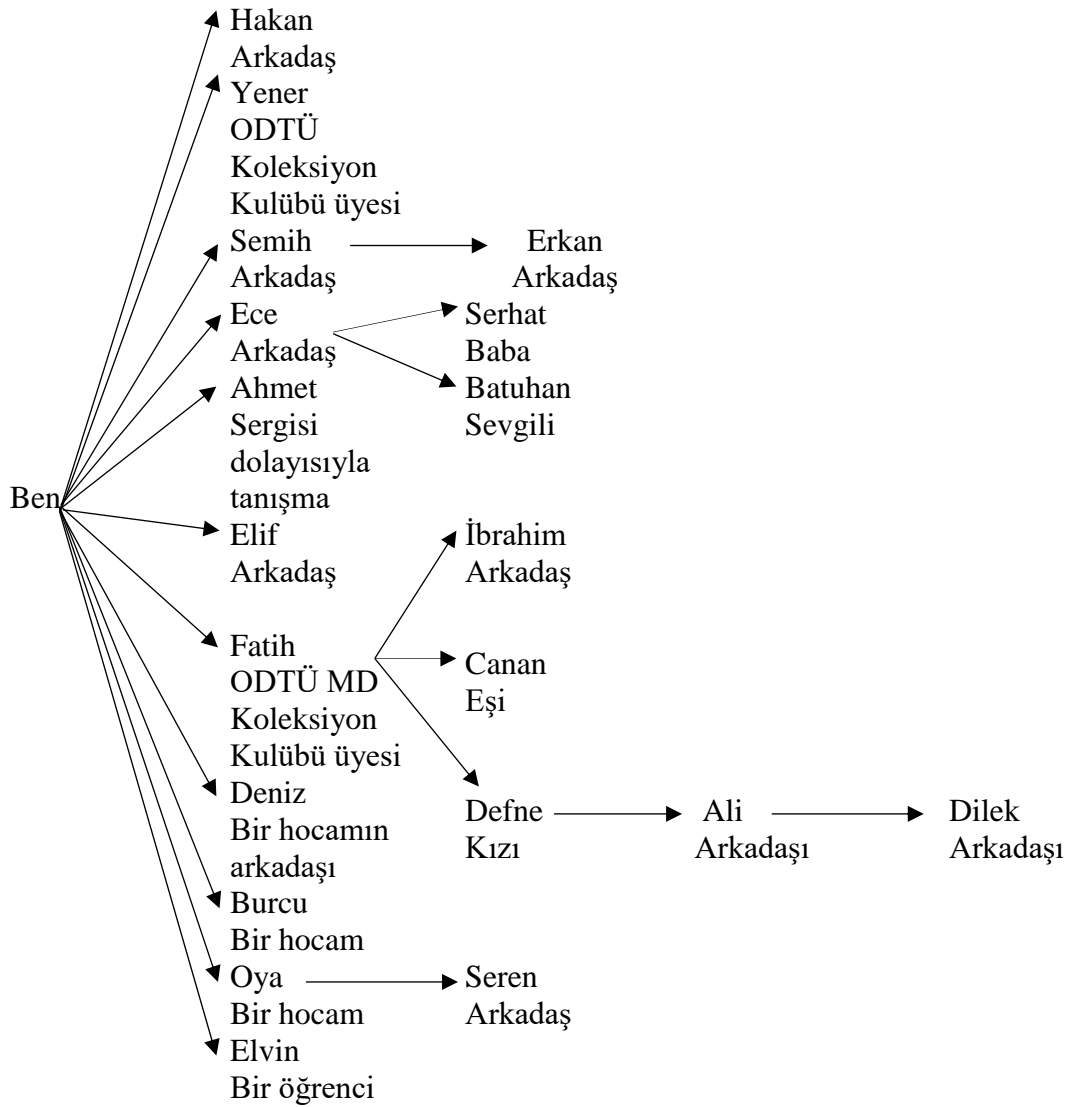 Hakan
Arkadaş
Yener
ODTÜ
Koleksiyon
Kulübü üyesi
Semih
Arkadaş
Erkan
Arkadaş
Ece
Arkadaş
Serhat
Baba
Batuhan
Sevgili
Ahmet
Sergisi
dolayısıyla
tanışma
Ben
Elif
Arkadaş
İbrahim
Arkadaş
Fatih
ODTÜ MD
Koleksiyon
Kulübü üyesi
Canan
Eşi
Defne
Kızı
Ali
Arkadaşı
Dilek
Arkadaşı
Deniz
Bir hocamın
arkadaşı
Burcu
Bir hocam
Oya
Bir hocam
Seren
Arkadaş
Elvin
Bir öğrenci